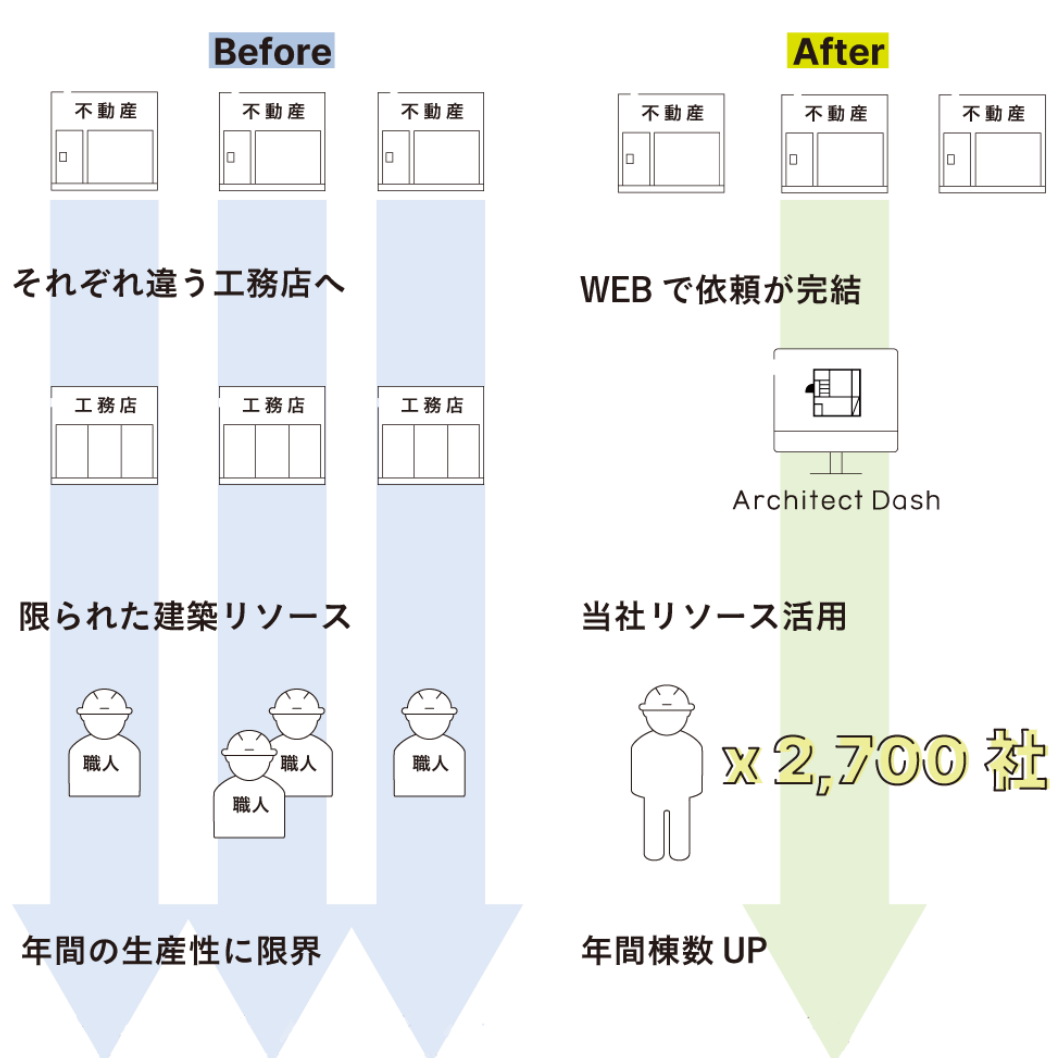 Before
不動産
不動産
不動産
それぞれ違う工務店へ
工務店
工務店
工務店
限られた建築リソース
職人
職人
職人
職人
年間の生産性に限界
After
不動産
不動産
不動産
WEBで依頼が完結
Architect Dash
当社リソース活用
x 2,700 社
年間棟数 UP